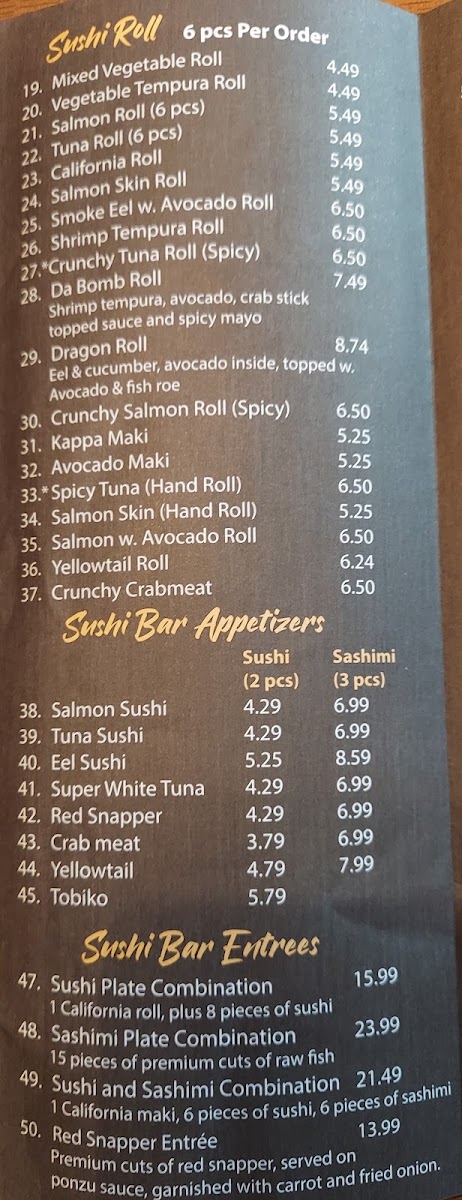 Sushi Roll 6 pcs Per Order
19. Mixed Vegetable Roll 4.49
20. Vegetable Tempura Roll 4.49
21. Salmon Roll (6 pcs) 5.49
22. Tuna Roll (6 pcs) 5.49
23. California Roll 5.49
24. Salmon Skin Roll 5.49
25. Smoke Eel w. Avocado Roll 6.50
26. Shrimp Tempura Roll 6.50
27.*Crunchy Tuna Roll (Spicy) 6.50
28. Da Bomb Roll 7.49
Shrimp tempura, avocado, crab stick
topped sauce and spicy mayo
29. Dragon Roll 8.74
Eel & cucumber, avocado inside, topped w.
Avocado & fish roe
30. Crunchy Salmon Roll (Spicy) 6.50
31. Kappa Maki 5.25
32. Avocado Maki 5.25
33.* Spicy Tuna (Hand Roll) 6.50
34. Salmon Skin (Hand Roll) 5.25
35. Salmon w. Avocado Roll 6.50
36. Yellowtail Roll 6.24
37. Crunchy Crabmeat 6.50
Sushi Bar Appetizers
Sushi Sashimi
(2 pcs) (3 pcs)
38. Salmon Sushi 4.29 6.99
39. Tuna Sushi 4.29 6.99
40. Eel Sushi 5.25 8.59
41. Super White Tuna 4.29 6.99
42. Red Snapper 4.29 6.99
43. Crab meat 3.79 6.99
44. Yellowtail 4.79 7.99
45. Tobiko 5.79
Sushi Bar Entrees
47. Sushi Plate Combination 15.99
1 California roll, plus 8 pieces of sushi
48. Sashimi Plate Combination 23.99
15 pieces of premium cuts of raw fish
49. Sushi and Sashimi Combination 21.49
1 California maki, 6 pieces of sushi, 6 pieces of sashimi
50. Red Snapper Entrée 13.99
Premium cuts of red snapper, served on
ponzu sauce, garnished with carrot and fried onion.